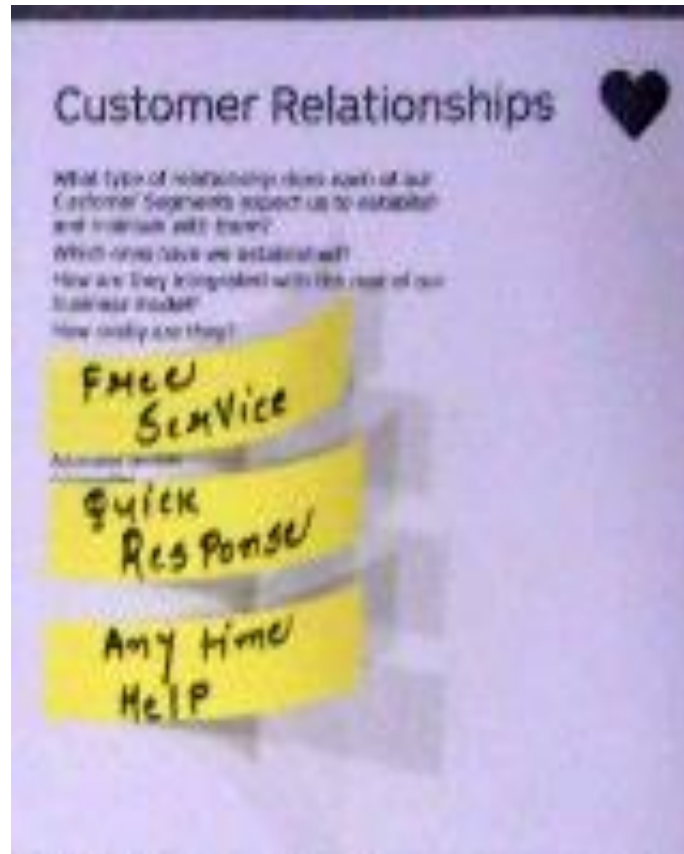 Customer Relationships
What type of relationship does each of our
Customer Segments expect us to establish
and maintain with them?
Which ones have we established?
How are they integrated with the rest of our
business model?
How costly are they?
Free
Service
Quick
Response
Any time
Help